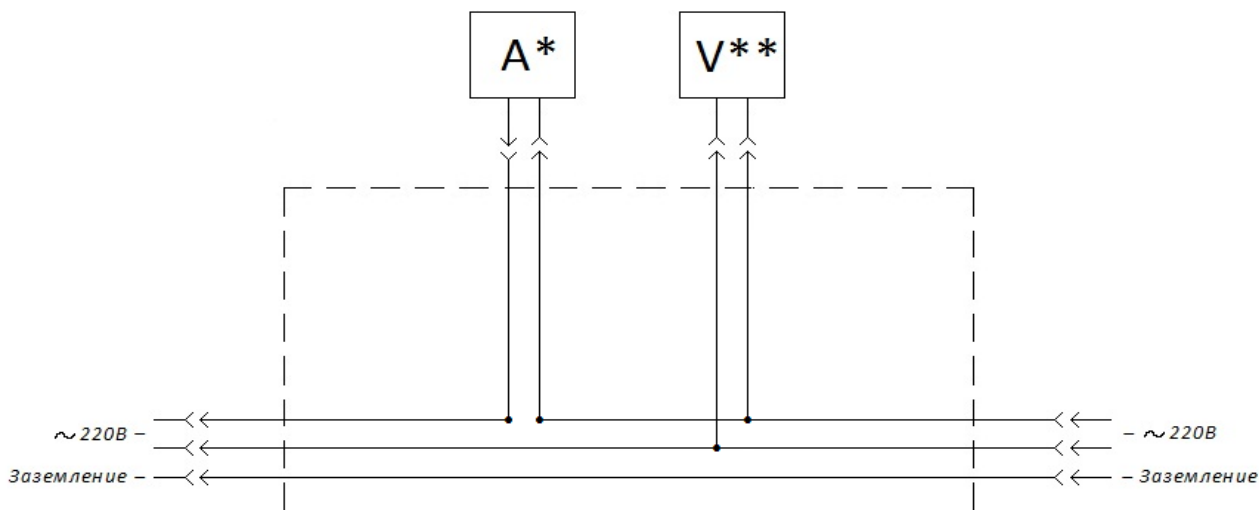 A*
V**
~ 220В –
– ~ 220В
Заземление –
– Заземление